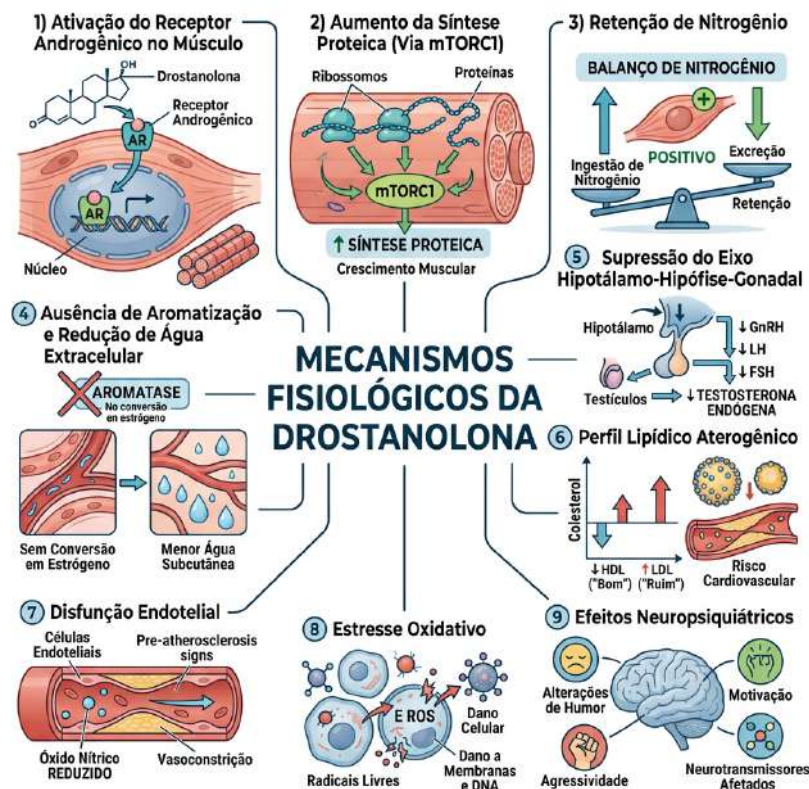 1) Ativação do Receptor
Androgênico no Músculo
OH
O
Drostanolona
Receptor
Androgênico
AR
AR
Núcleo
2) Aumento da Síntese
Proteica (Via mTORC1)
Ribossomos
Proteínas
mTORC1
↑ SÍNTESE PROTEICA
Crescimento Muscular
3) Retenção de Nitrogênio
BALANÇO DE NITROGÊNIO
+
POSITIVO
Ingestão de
Nitrogênio
Excreção
Retenção
4 Ausência de Aromatização
e Redução de Água
Extracelular
AROMATASE
No conversión
en estrógeno
Sem Conversão
em Estrógeno
Menor Água
Subcutânea
MECANISMOS
FISIOLÓGICOS DA
DROSTANOLONA
5 Supressão do Eixo
Hipotálamo-Hipófise-Gonadal
Hipotálamo
↓ GnRH
↓ LH
↓ FSH
Testículos
↓ TESTOSTERONA
ENDÓGENA
6 Perfil Lipídico Aterogênico
Colesterol
↓ HDL
("Bom")
↑ LDL
("Ruim")
Risco
Cardiovascular
7 Disfunção Endotelial
Células
Endoteliais
Pre-atherosclerosis
signs
Óxido Nítrico
REDUZIDO
Vasoconstrição
8 Estresse Oxidativo
E ROS
Dano
Celular
Radicais Livres
Dano a
Membranas
e DNA
9 Efeitos Neuropsiquiátricos
Alterações
de Humor
Motivação
Agressividade
Neurotransmissores
Afetados